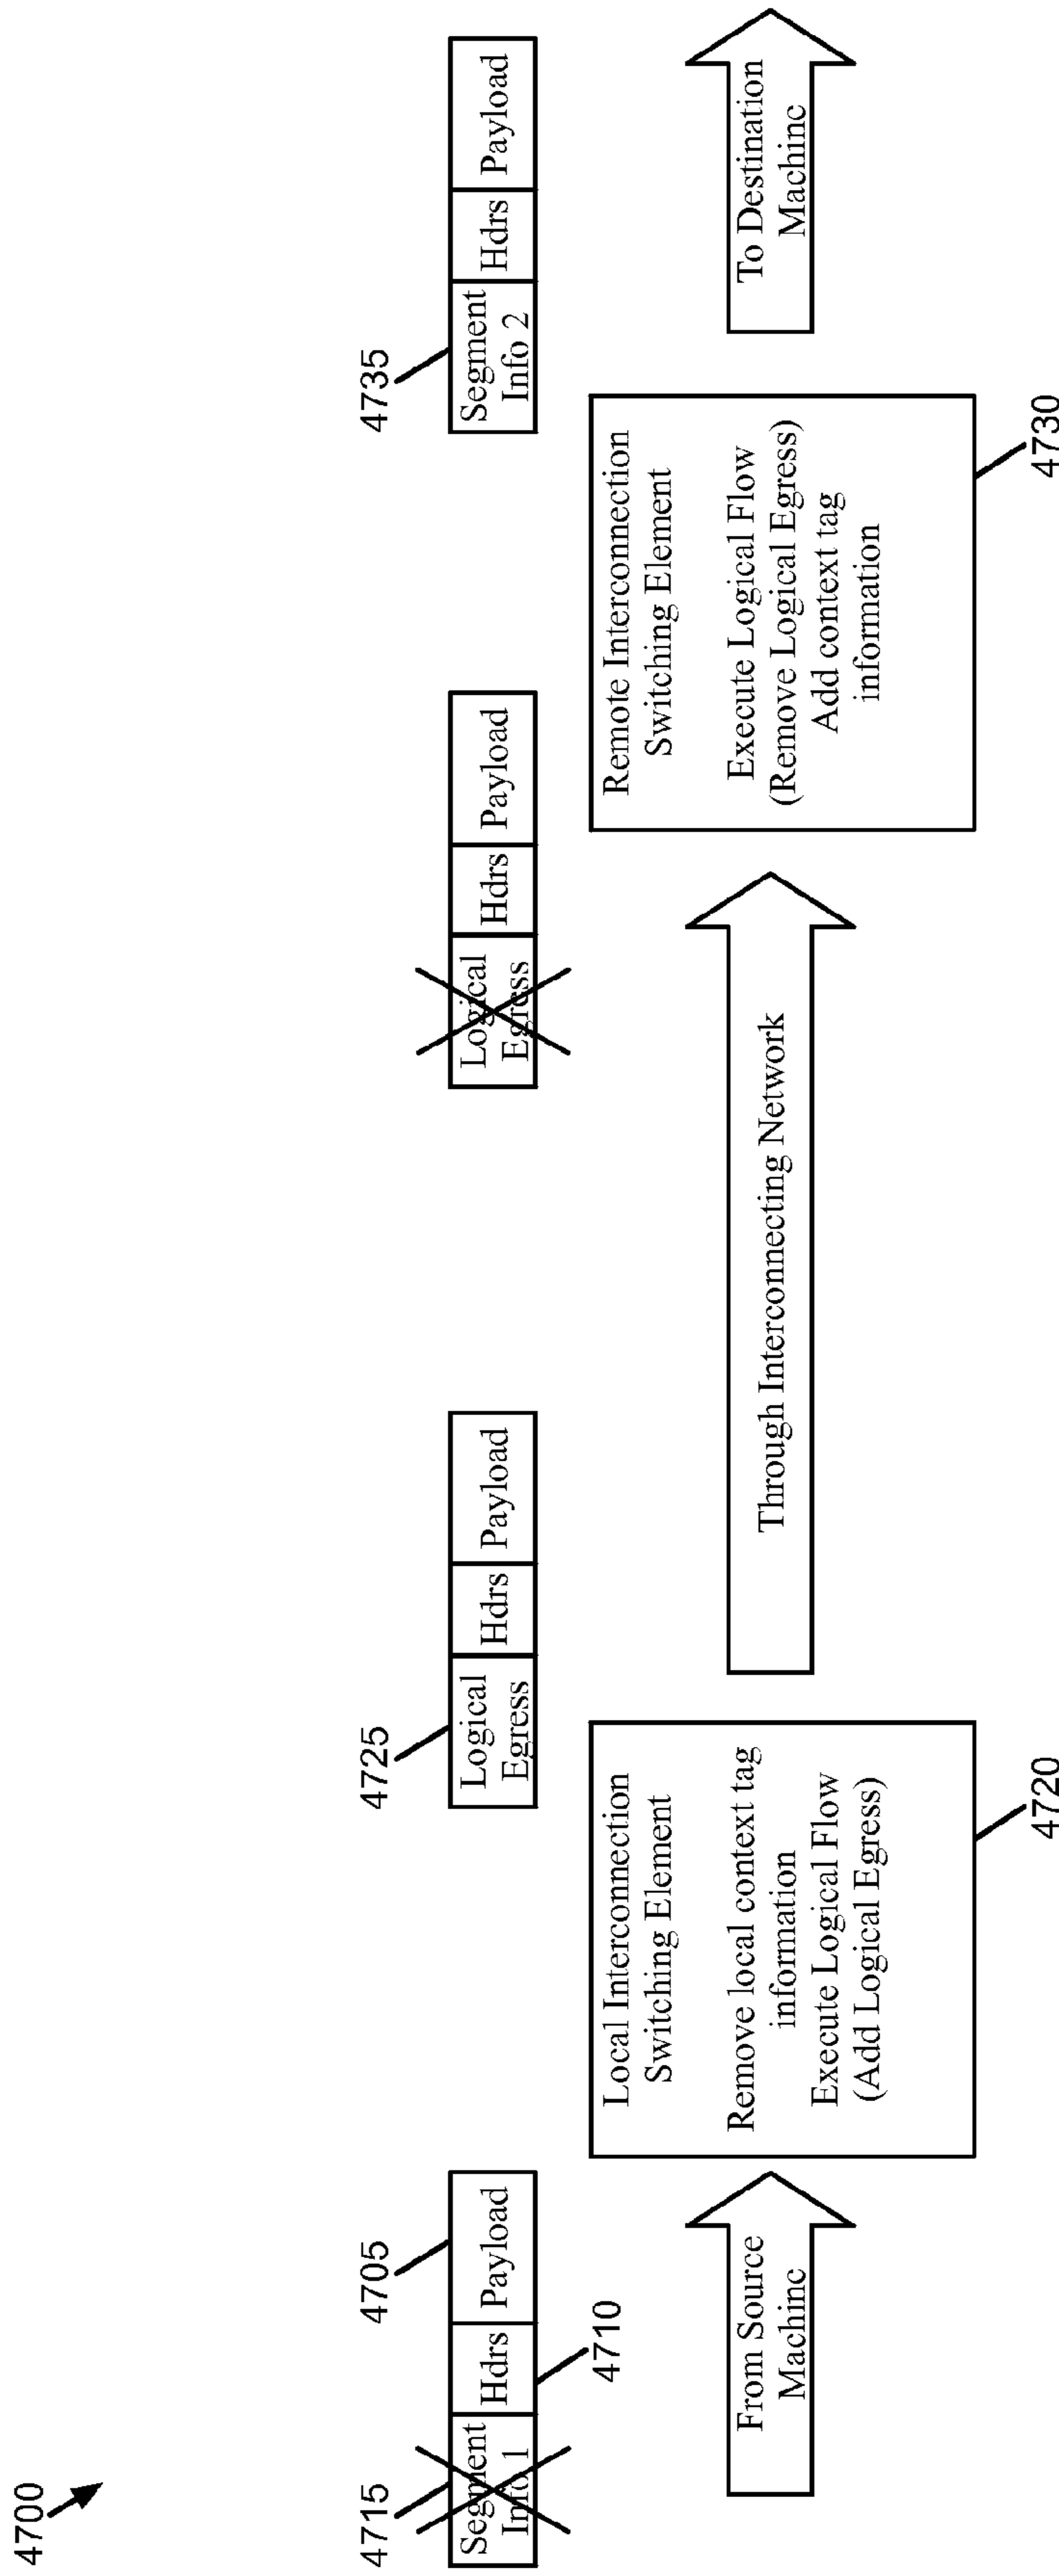 4700
4715
4705
Segment
Info 1
Hdrs
Payload
4710
4725
Logical
Egress
Hdrs
Payload
Logical
Egress
Hdrs
Payload
4735
Segment
Info 2
Hdrs
Payload
From Source
Machine
Local Interconnection
Switching Element
Remove local context tag
information
Execute Logical Flow
(Add Logical Egress)
4720
Through Interconnecting Network
Remote Interconnection
Switching Element
Execute Logical Flow
(Remove Logical Egress)
Add context tag
information
4730
To Destination
Machine